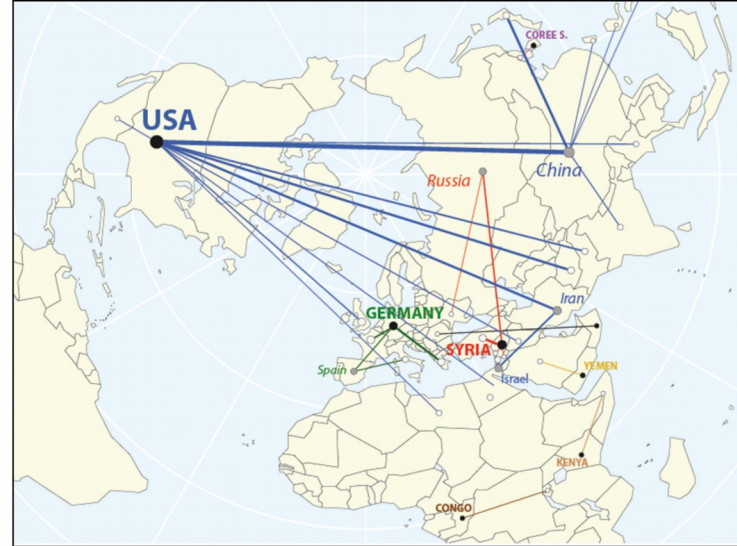 COREE S.
USA
China
Russia
Iran
GERMANY
SYRIA
Spain
Israel
YEMEN
KENYA
CONGO